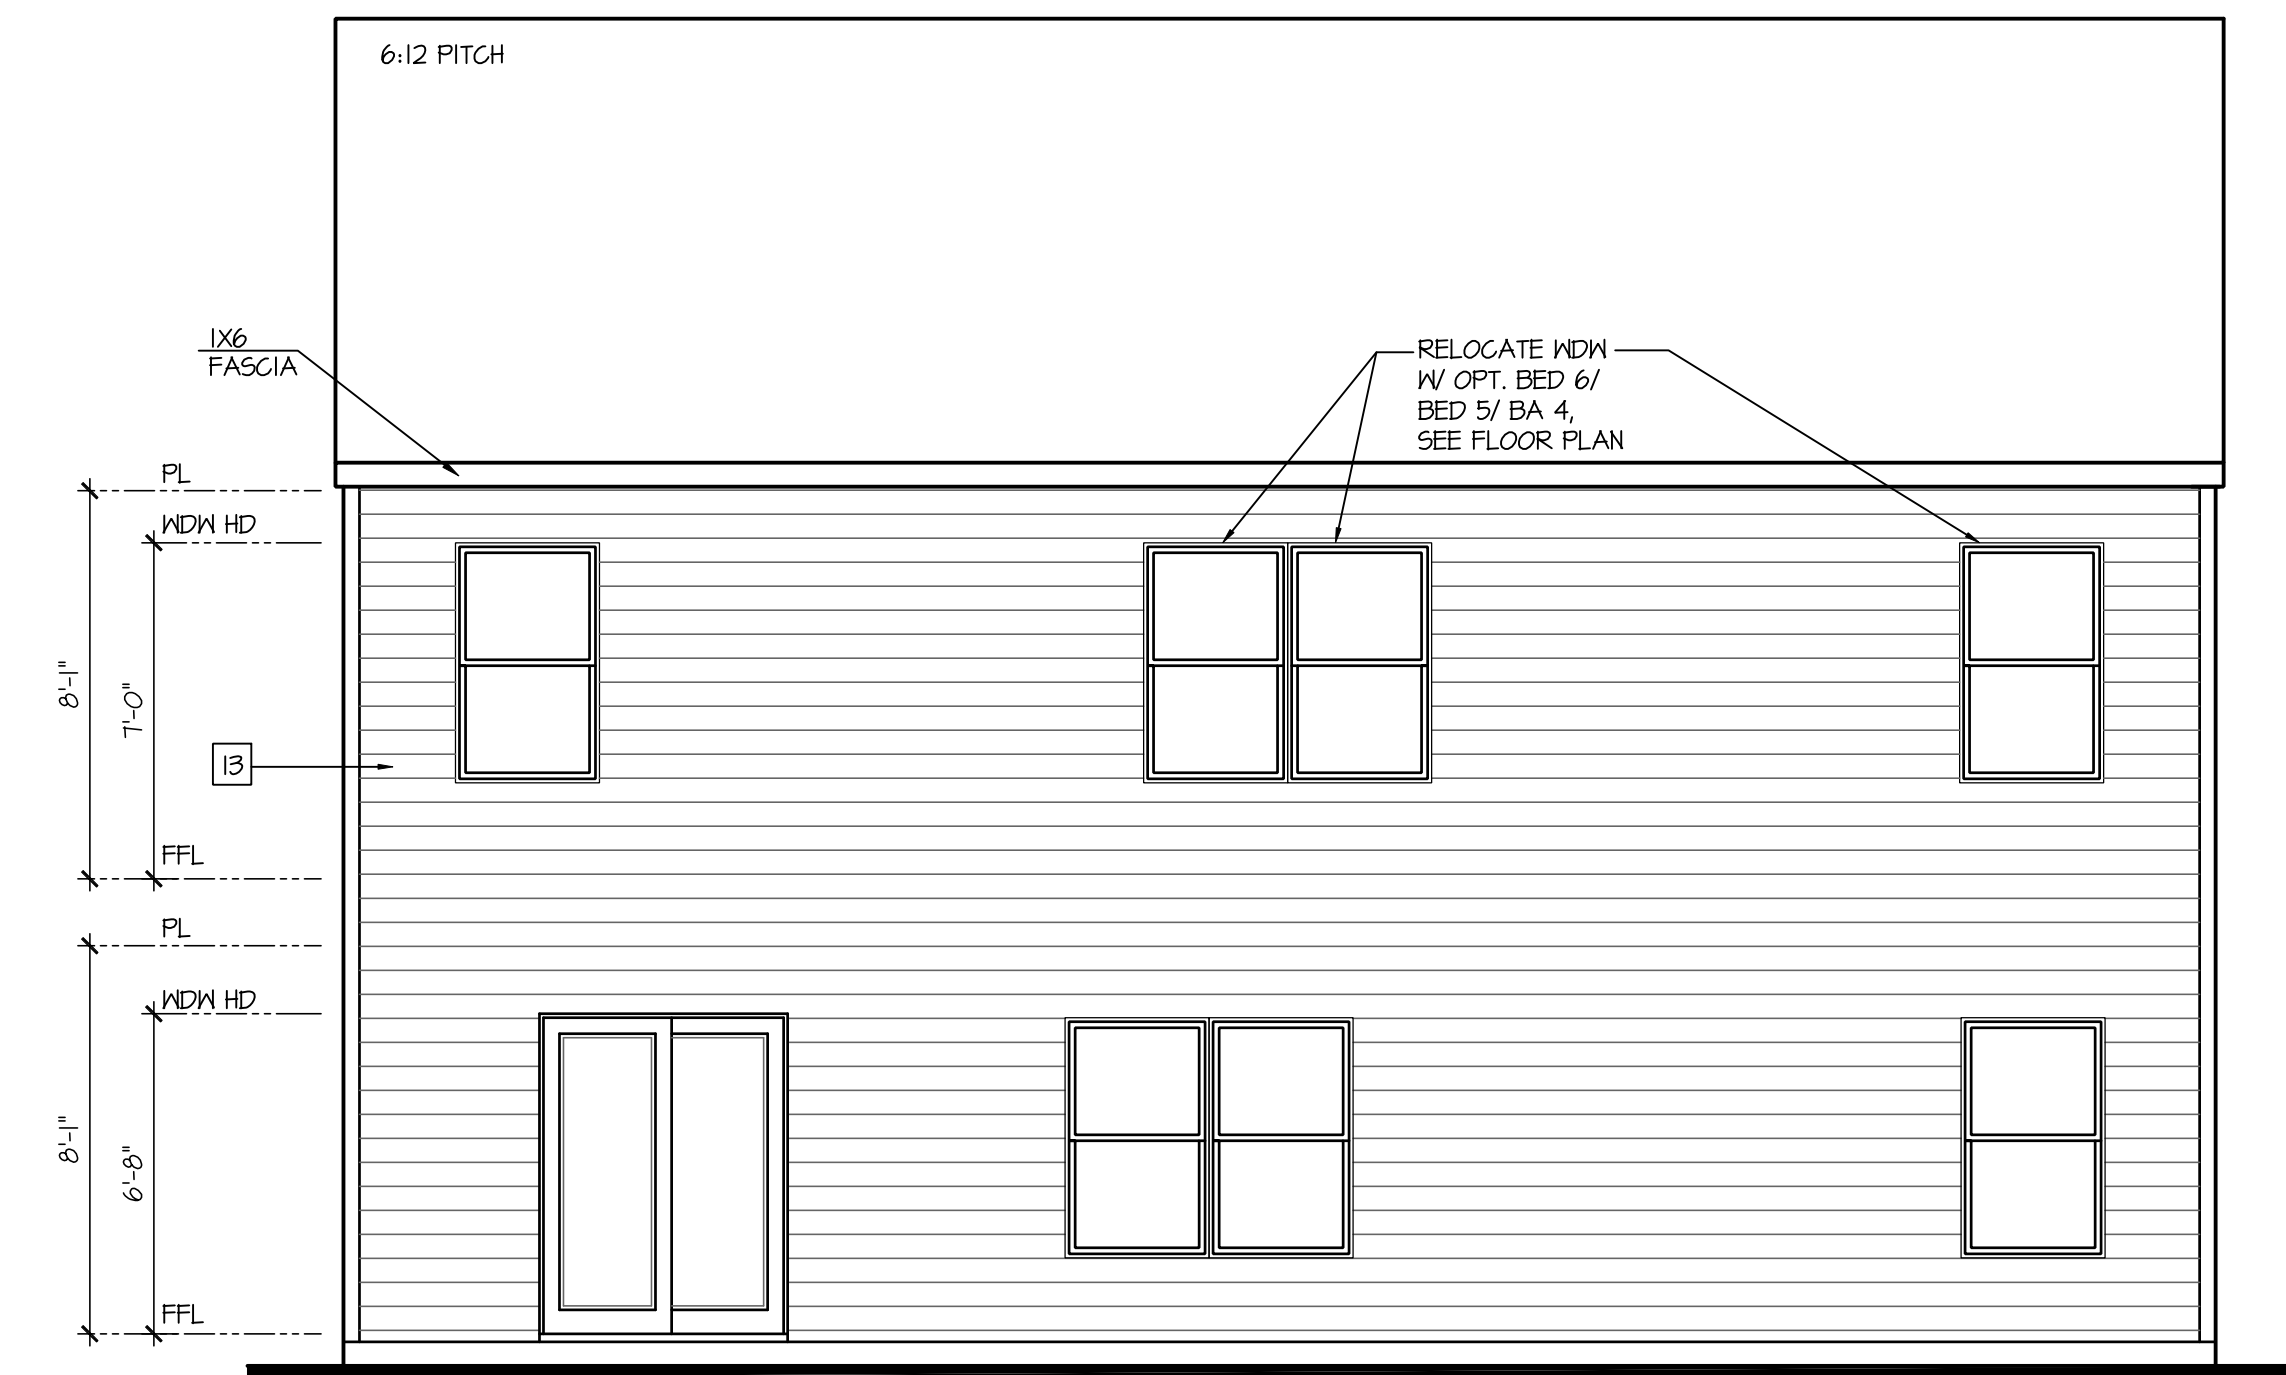 6:12 PITCH
1X6
FASCIA
RELOCATE WDW
W/ OPT. BED 6/
BED 5/ BA 4,
SEE FLOOR PLAN
PL
WDW HD
8'-1"
7'-0"
13
FFL
PL
WDW HD
8'-1"
6'-8"
FFL